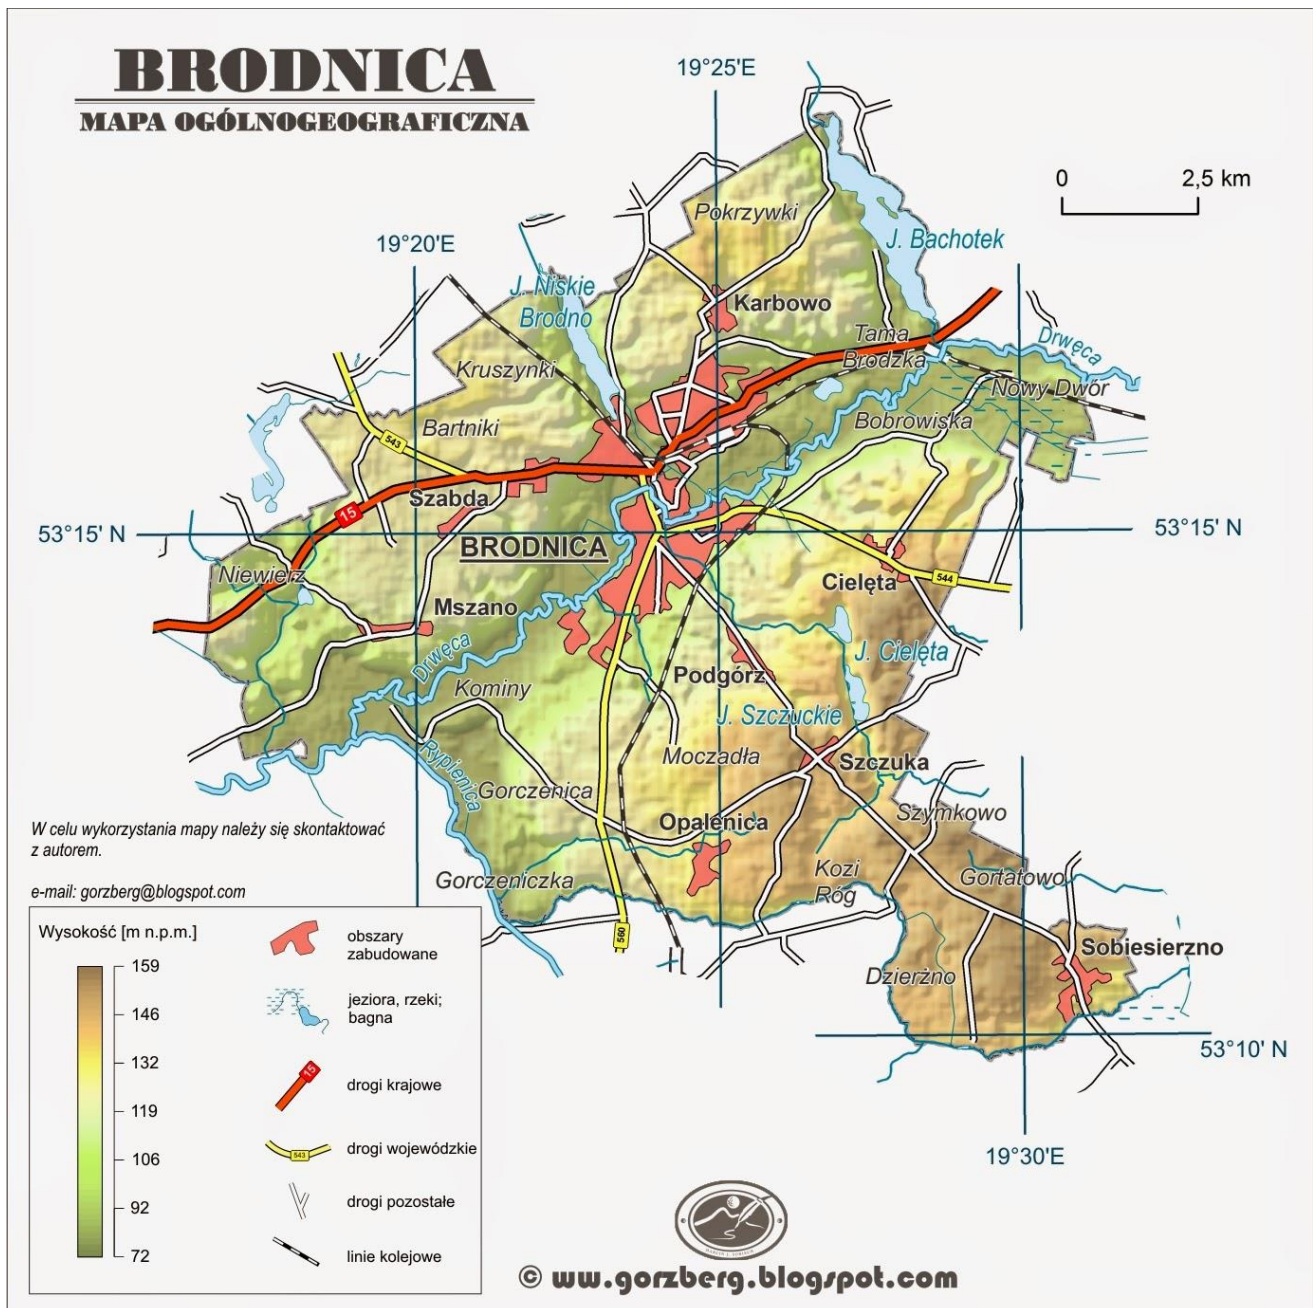 BRODNICA
MAPA OGÓLNOGEOGRAFICZNA
19°25'E
0 2,5 km
Pokrzywki
19°20'E
J. Bachotek
J. Niskie
Brodno
Karbowo
Tama
Brodzka
Drwęca
Kruszynki
Nowy Dwór
Bartniki
Bobrowiska
543
Szabda
15
53°15' N
53°15' N
BRODNICA
Niewierz
Cielęta
544
Mszano
Drwęca
J. Cielęta
Podgórz
Kominy
J. Szczuckie
Moczadła
Szczuka
Rypienica
Gorczenica
Szymkowo
Opalenica
W celu wykorzystania mapy należy się skontaktować
z autorem.
Kozi
Róg
Gortatowo
Gorczeniczka
e-mail: gorzberg@blogspot.com
560
Sobiesierzno
Dzierżno
53°10' N
19°30'E
Wysokość [m n.p.m.]
159
146
132
119
106
92
72
obszary
zabudowane
jeziora, rzeki;
bagna
15
drogi krajowe
543
drogi wojewódzkie
drogi pozostałe
linie kolejowe
© ww.gorzberg.blogspot.com